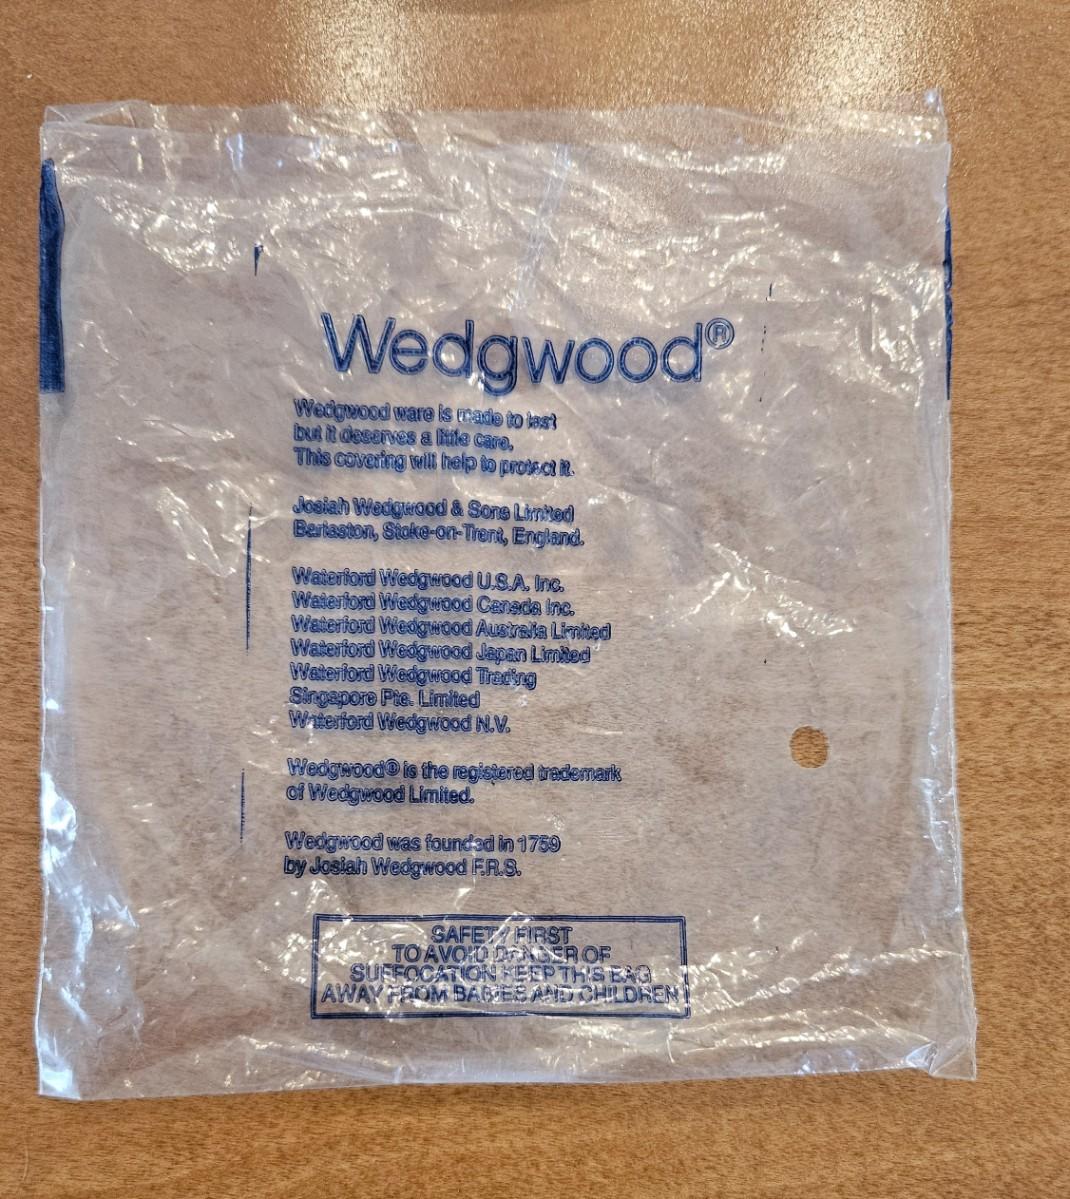 Wedgwood®
Wedgwood ware is made to last
but it deserves a little care.
This covering will help to protect it.
Josiah Wedgwood & Sons Limited
Barlaston, Stoke-on-Trent, England.
Waterford Wedgwood U.S.A. Inc.
Waterford Wedgwood Canada Inc.
Waterford Wedgwood Australia Limited
Waterford Wedgwood Japan Limited
Waterford Wedgwood Trading
Singapore Pte. Limited
Waterford Wedgwood N.V.
Wedgwood® is the registered trademark
of Wedgwood Limited.
Wedgwood was founded in 1759
by Josiah Wedgwood F.R.S.
SAFETY FIRST
TO AVOID DANGER OF
SUFFOCATION KEEP THIS BAG
AWAY FROM BABIES AND CHILDREN